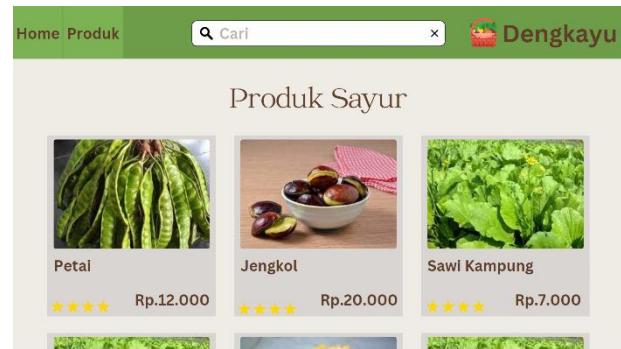 Home Produk Cari × Dengkayu
Produk Sayur
Petai Jengkol Sawi Kampung
Rp.12.000 Rp.20.000 Rp.7.000